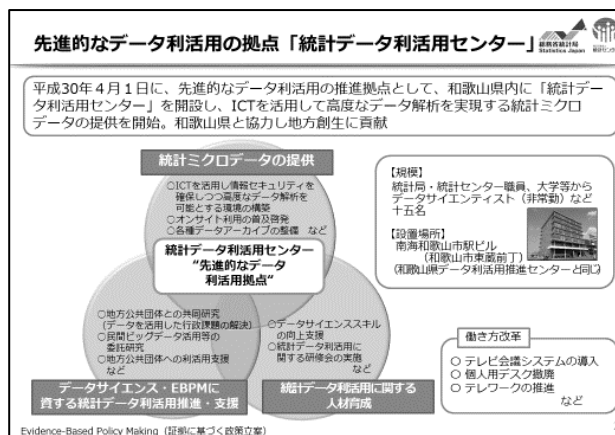 先進的なデータ利活用の拠点「統計データ利活用センター」
総務省統計局
Statistics Japan
統計センター
平成30年４月１日に、先進的なデータ利活用の推進拠点として、和歌山県内に「統計デー
タ利活用センター」を開設し、ICTを活用して高度なデータ解析を実現する統計ミクロ
データの提供を開始。和歌山県と協力し地方創生に貢献
統計ミクロデータの提供
○ICTを活用し情報セキュリティを
確保しつつ高度なデータ解析を
可能とする環境の構築
○オンサイト利用の普及啓発
○各種データアーカイブの整備 など
統計データ利活用センター
“先進的なデータ
利活用拠点“
○地方公共団体との共同研究
(データを活用した行政課題の解決)
○民間ビッグデータ活用等の
委託研究
○地方公共団体への利活用支援
など
○データサイエンススキル
の向上支援
○統計データ利活用に
関する研修会の実施
など
データサイエンス・EBPMに
資する統計データ利活用推進・支援
統計データ利活用に関する
人材育成
【規模】
統計局・統計センター職員、大学等から
データサイエンティスト（非常勤）など
十五名
【設置場所】
南海和歌山市駅ビル
（和歌山市東蔵前丁）
（和歌山県データ利活用推進センターと同じ）
働き方改革
○ テレビ会議システムの導入
○ 個人用デスク撤廃
○ テレワークの推進
など
Evidence-Based Policy Making（証拠に基づく政策立案）